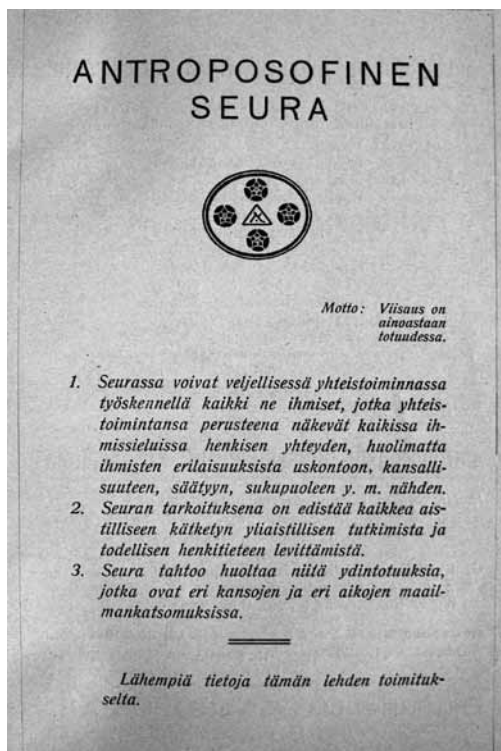 ANTROPOSOFINEN
SEURA
Motto: Viisaus on
ainoastaan
totuudessa.
1. Seurassa voivat veljellisessä yhteistoiminnassa
työskennellä kaikki ne ihmiset, jotka yhteis-
toimintansa perusteena näkevät kaikissa ih-
missieluissa henkisen yhteyden, huolimatta
ihmisten erilaisuuksista uskontoon, kansalli-
suuteen, säätyyn, sukupuoleen y. m. nähden.
2. Seuran tarkoituksena on edistää kaikkea ais-
tilliseen kätketyn yliaistillisen tutkimista ja
todellisen henkitieteen levittämistä.
3. Seura tahtoo huoltaa niitä ydintotuuksia,
jotka ovat eri kansojen ja eri aikojen maail-
mankatsomuksissa.
Lähempiä tietoja tämän lehden toimituk-
selta.